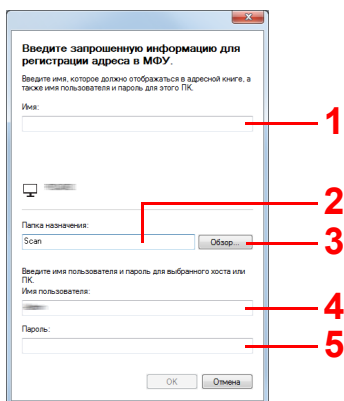 Введите запрошенную информацию для
регистрации адреса в МФУ.
Введите имя, которое должно отображаться в адресной книге, а
также имя пользователя и пароль для этого ПК.
Имя:
1
2
Папка назначения:
Scan
Обзор...
3
Введите имя пользователя и пароль для выбранного хоста или
ПК.
Имя пользователя:
4
Пароль:
5
OK
Отмена